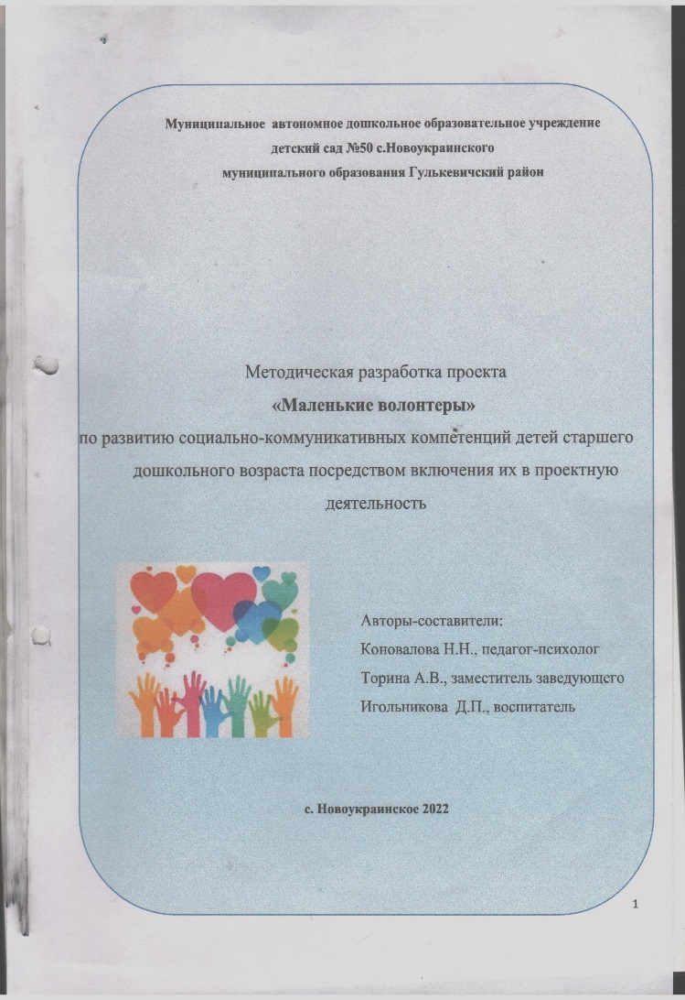 Муниципальное автономное дошкольное образовательное учреждение
детский сад №50 с.Новоукраинского
муниципального образования Гулькевичский район
Методическая разработка проекта
«Маленькие волонтеры»
по развитию социально-коммуникативных компетенций детей старшего
дошкольного возраста посредством включения их в проектную
деятельность
Авторы-составители:
Коновалова Н.Н., педагог-психолог
Торина А.В., заместитель заведующего
Игольникова Д.П., воспитатель
с. Новоукраинское 2022
1